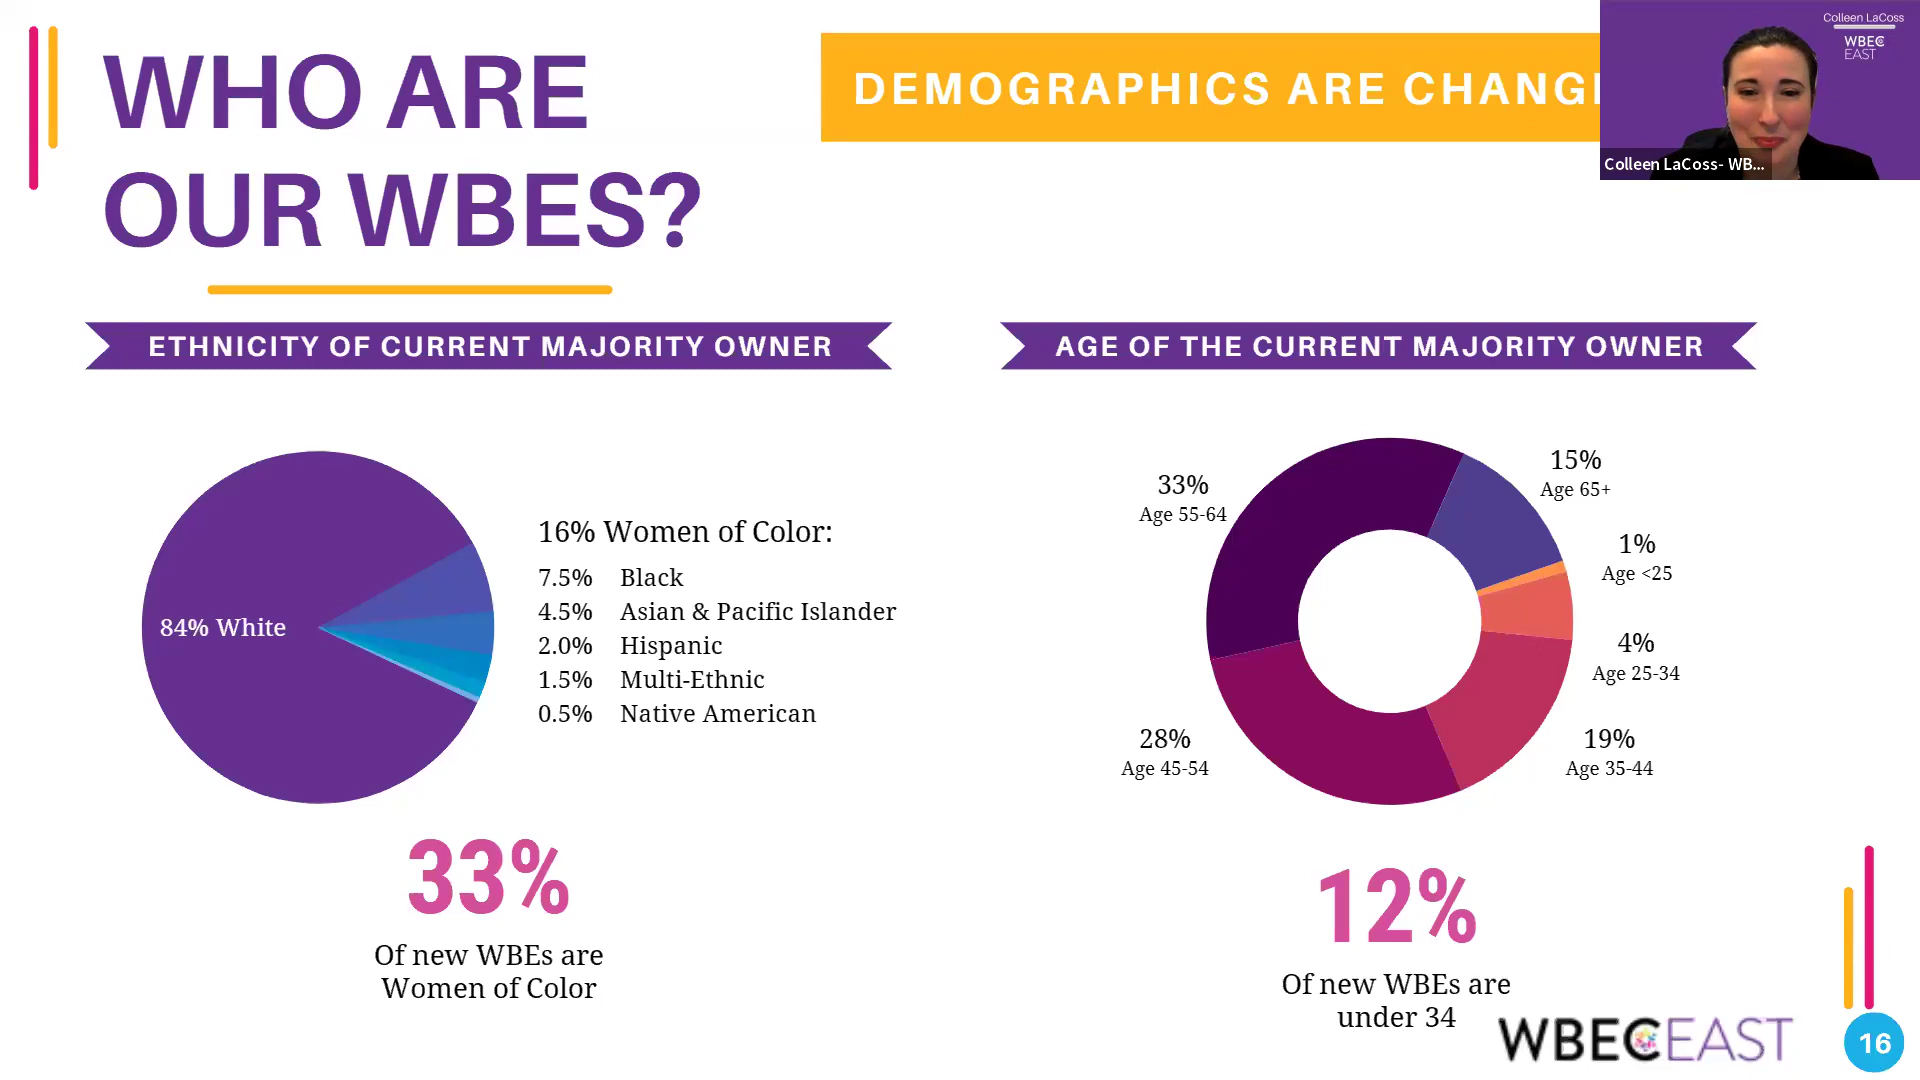 WHO ARE
OUR WBES?
DEMOGRAPHICS ARE CHANGI
Colleen LaCoss
WBEC
EAST
Colleen LaCoss- WB...
ETHNICITY OF CURRENT MAJORITY OWNER
84% White
16% Women of Color:
7.5% Black
4.5% Asian & Pacific Islander
2.0% Hispanic
1.5% Multi-Ethnic
0.5% Native American
33%
Of new WBEs are
Women of Color
AGE OF THE CURRENT MAJORITY OWNER
33%
Age 55-64
15%
Age 65+
1%
Age <25
4%
Age 25-34
28%
Age 45-54
19%
Age 35-44
12%
Of new WBEs are
under 34
WBECEAST
16